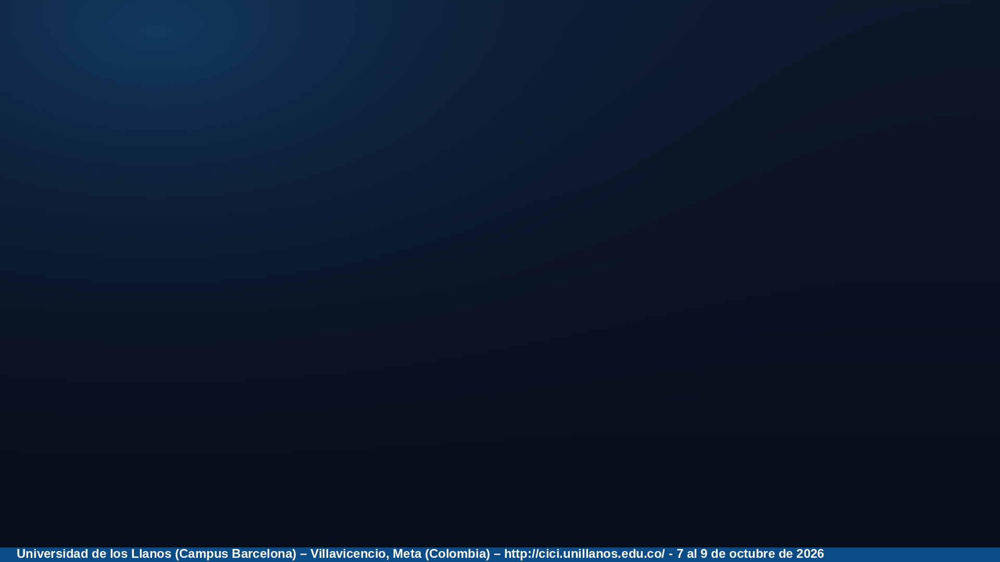 Universidad de los Llanos (Campus Barcelona) – Villavicencio, Meta (Colombia) – http://cici.unillanos.edu.co/ - 7 al 9 de octubre de 2026